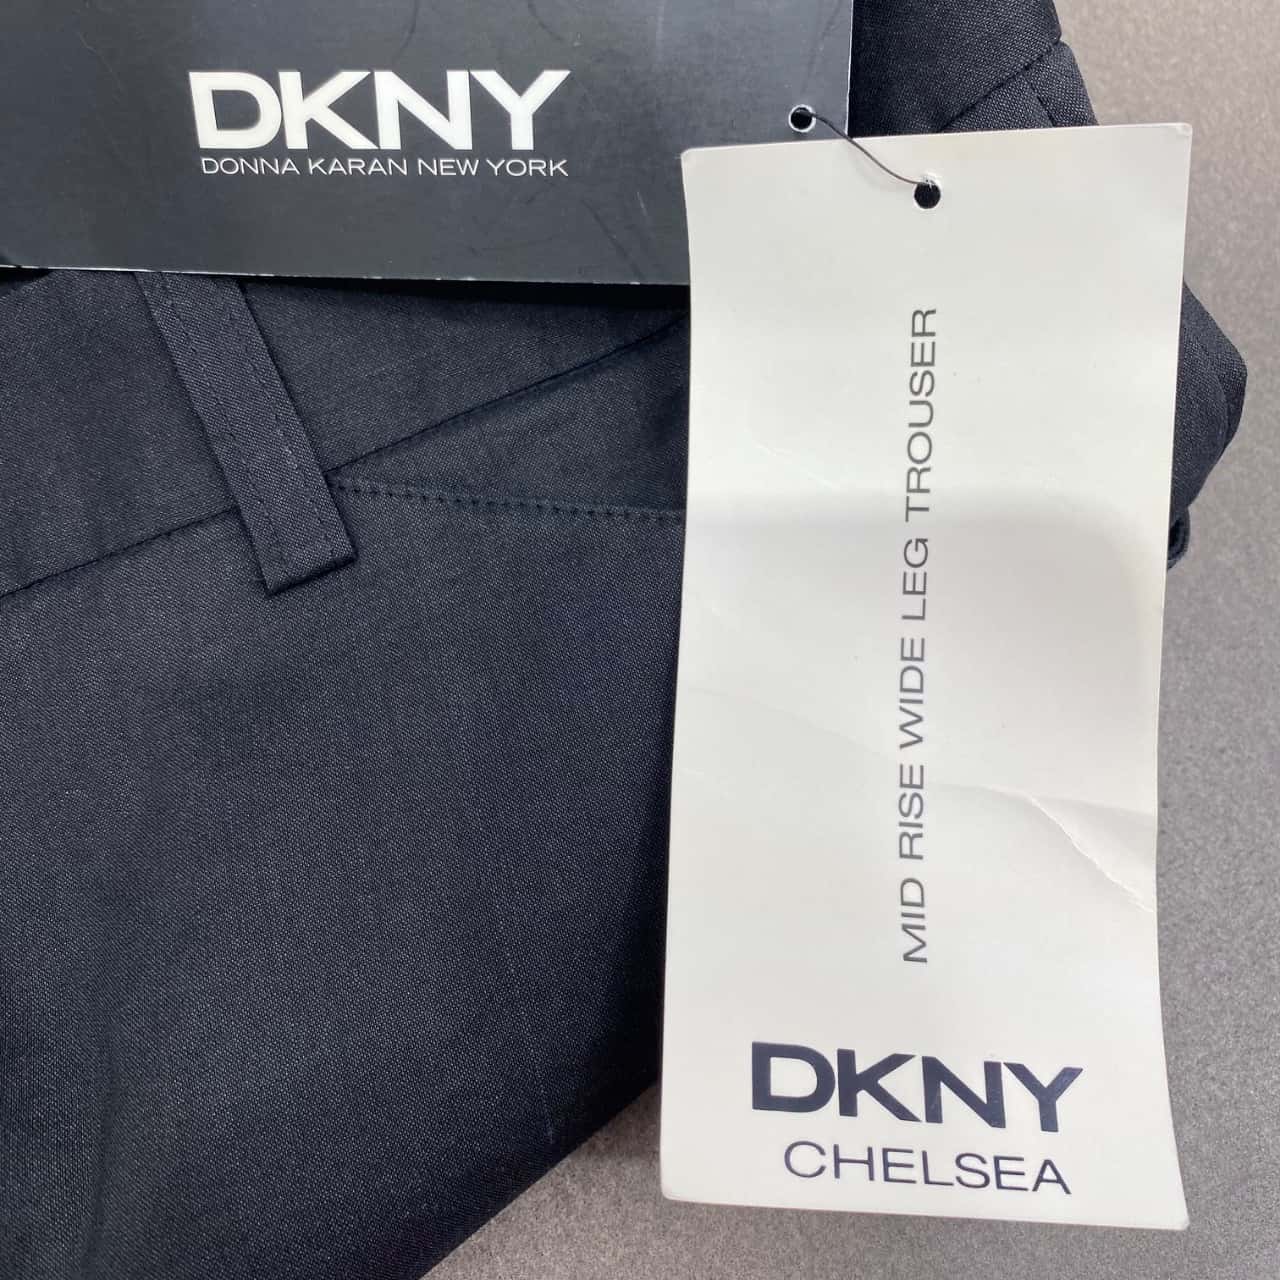 DKNY
DONNA KARAN NEW YORK
MID RISE WIDE LEG TROUSER
DKNY
CHELSEA